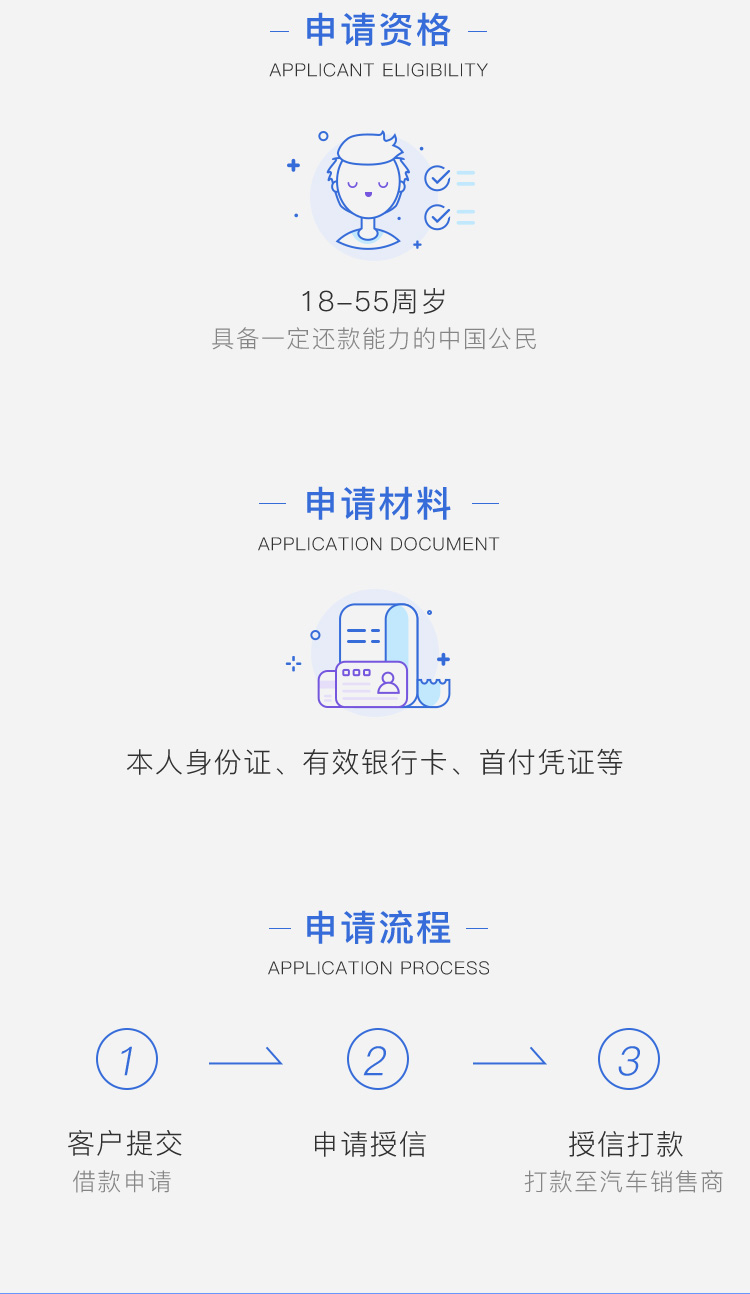 申请资格
APPLICANT ELIGIBILITY
18-55周岁
具备一定还款能力的中国公民
申请材料
APPLICATION DOCUMENT
本人身份证、有效银行卡、首付凭证等
申请流程
APPLICATION PROCESS
1 2 3
客户提交 申请授信 授信打款
借款申请 打款至汽车销售商